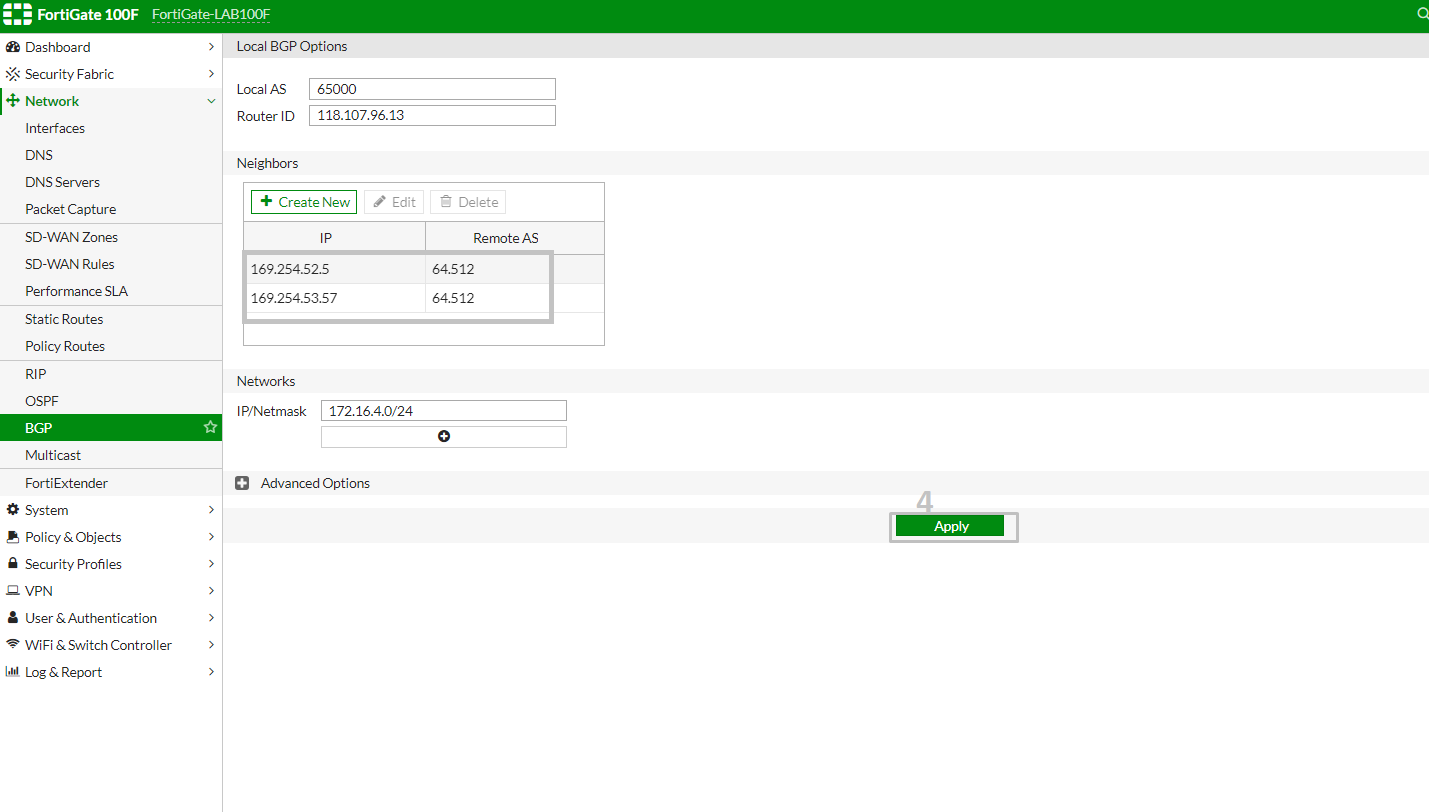 FortiGate 100F FortiGate-LAB100F
Dashboard
Security Fabric
Network
Interfaces
DNS
DNS Servers
Packet Capture
SD-WAN Zones
SD-WAN Rules
Performance SLA
Static Routes
Policy Routes
RIP
OSPF
BGP
Multicast
FortiExtender
System
Policy & Objects
Security Profiles
VPN
User & Authentication
WiFi & Switch Controller
Log & Report
Local BGP Options
Local AS 65000
Router ID 118.107.96.13
Neighbors
Create New Edit Delete
IP Remote AS
169.254.52.5 64.512
169.254.53.57 64.512
Networks
IP/Netmask 172.16.4.0/24
Advanced Options
4
Apply